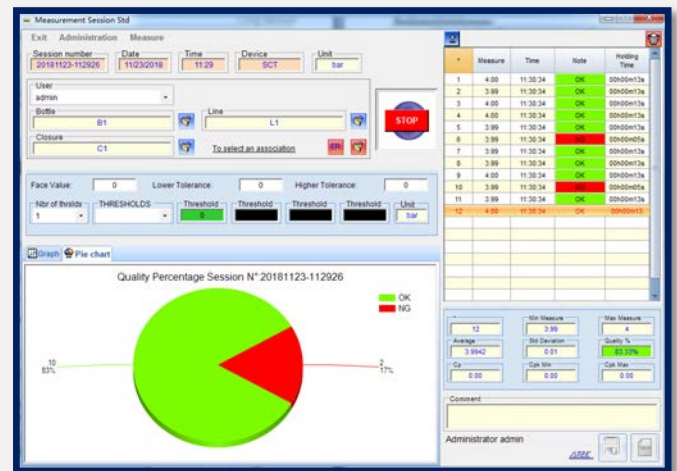 Measurement Session Std
Exit Administration Measure
Session number Date Time Device Unit
20181123-112926 11/23/2018 11:29 SCT bar
User
admin
Bottle Line
B1 L1
Closure
C1 To select an association
STOP
Face Value: 0 Lower Tolerance: 0 Higher Tolerance: 0
Nbr of thrslds THRESHOLDS Threshold Threshold Threshold Threshold Unit
1 0 bar
Graph Pie chart
Quality Percentage Session N°:20181123-112926
OK
NG
10
83%
2
17%
* Measure Time Note Holding Time
1 4.00 11:30:34 OK 00h00m13s
2 3.99 11:30:34 OK 00h00m13s
3 4.00 11:30:34 OK 00h00m13s
4 4.00 11:30:34 OK 00h00m13s
5 3.99 11:30:34 OK 00h00m13s
6 3.99 11:30:34 NG 00h00m05s
7 3.99 11:30:34 OK 00h00m13s
8 3.99 11:30:34 OK 00h00m13s
9 4.00 11:30:34 OK 00h00m13s
10 3.99 11:30:34 NG 00h00m05s
11 3.99 11:30:34 OK 00h00m13s
12 4.00 11:30:34 OK 00h00m13
* Min Measure Max Measure
12 3.99 4
Average Std Deviation Quality %
3.9942 0.01 83.33%
Cp Cpk Min Cpk Max
0.00 0.00 0.00
Comment
Administrator admin